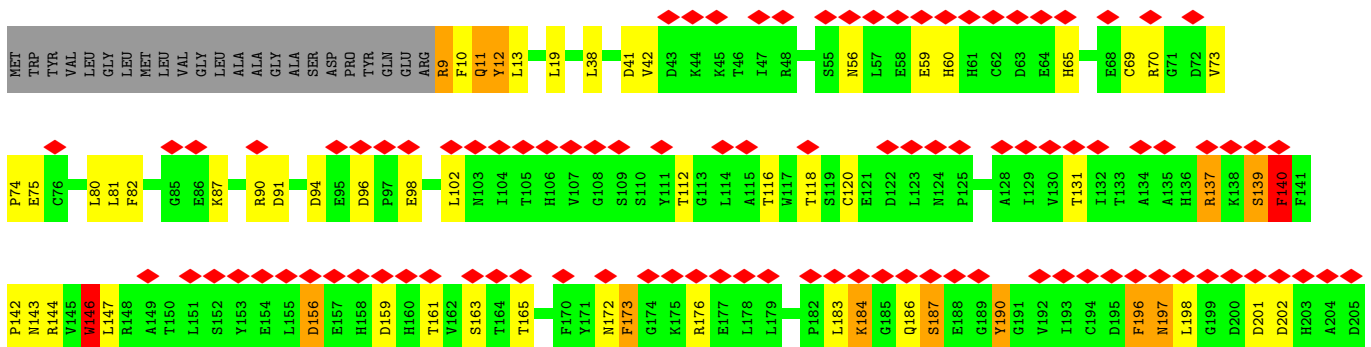 MET TRP TYR VAL LEU GLY LEU MET LEU VAL GLY LEU ALA ALA GLY ALA SER ASP PRO TYR GLN GLU ARG R9 F10 Q11 Y12 L13 L19 L38 D41 V42 D43 K44 K45 T46 I47 R48 S55 N56 L57 E58 E59 H60 H61 C62 D63 E64 H65 E68 C69 R70 G71 D72 V73
P74 E75 C76 L80 L81 F82 G85 E86 K87 R90 D91 D94 E95 D96 P97 E98 L102 N103 I104 T105 H106 V107 G108 S109 S110 Y111 T112 G113 L114 A115 T116 W117 T118 S119 C120 E121 D122 L123 N124 P125 A128 I129 V130 T131 I132 T133 A134 A135 H136 R137 K138 S139 F140 F141
P142 N143 R144 V145 W146 L147 R148 A149 T150 L151 S152 Y153 E154 L155 D156 E157 H158 D159 H160 T161 V162 S163 T164 T165 F170 Y171 N172 F173 G174 K175 R176 E177 L178 L179 P182 L183 K184 G185 Q186 S187 E188 G189 Y190 G191 V192 I193 C194 D195 F196 N197 L198 G199 D200 D201 D202 H203 A204 D205